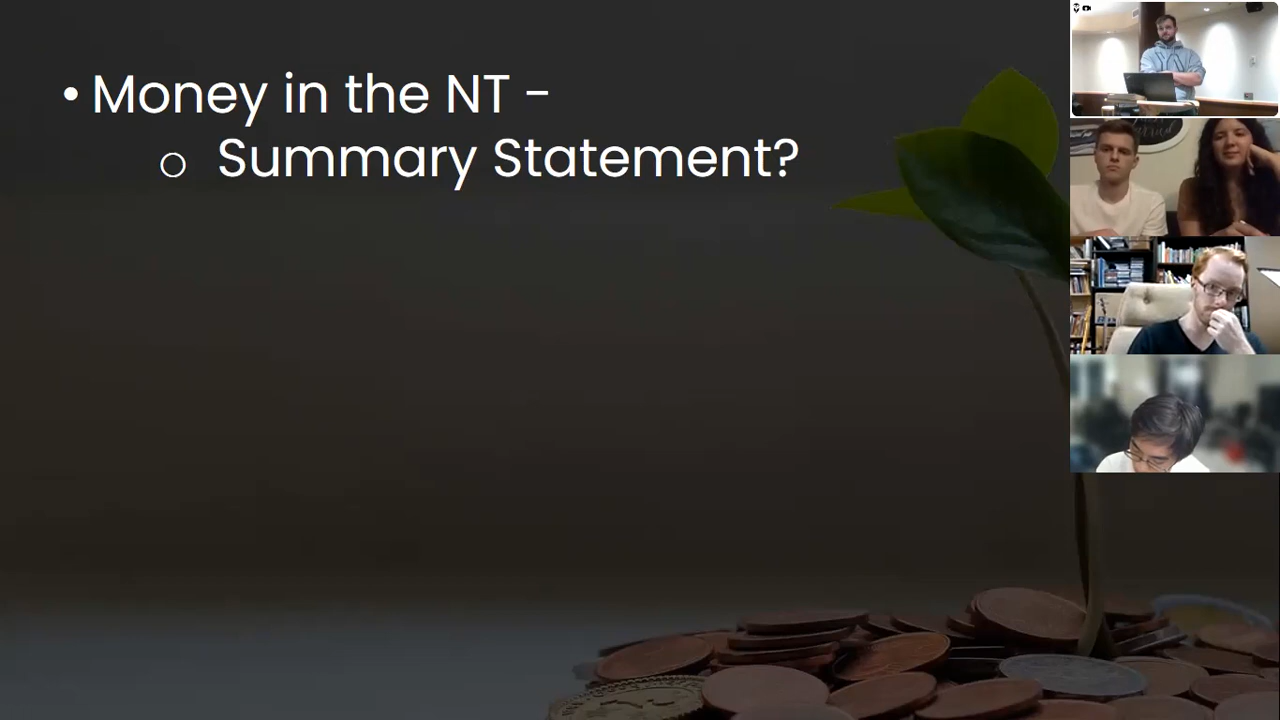 • Money in the NT -
o Summary Statement?